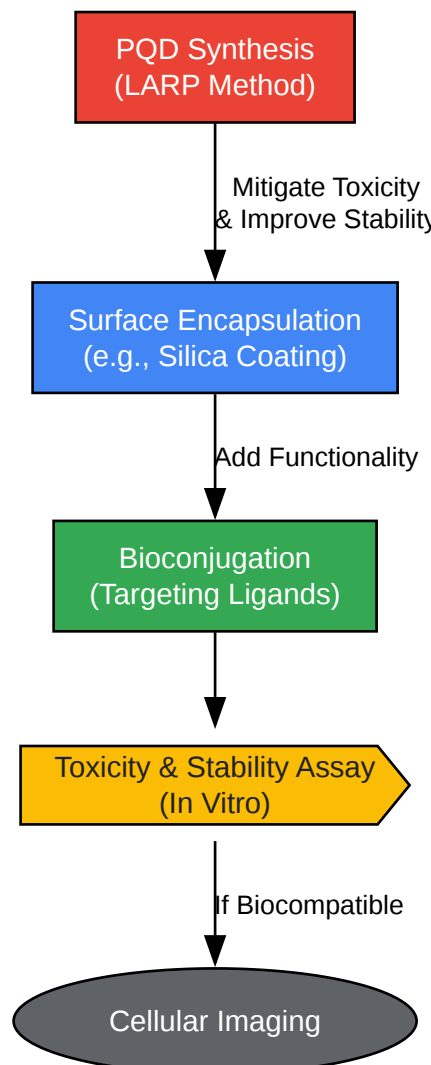 PQD Synthesis
(LARP Method)
Mitigate Toxicity
& Improve Stability
Surface Encapsulation
(e.g., Silica Coating)
Add Functionality
Bioconjugation
(Targeting Ligands)
Toxicity & Stability Assay
(In Vitro)
If Biocompatible
Cellular Imaging